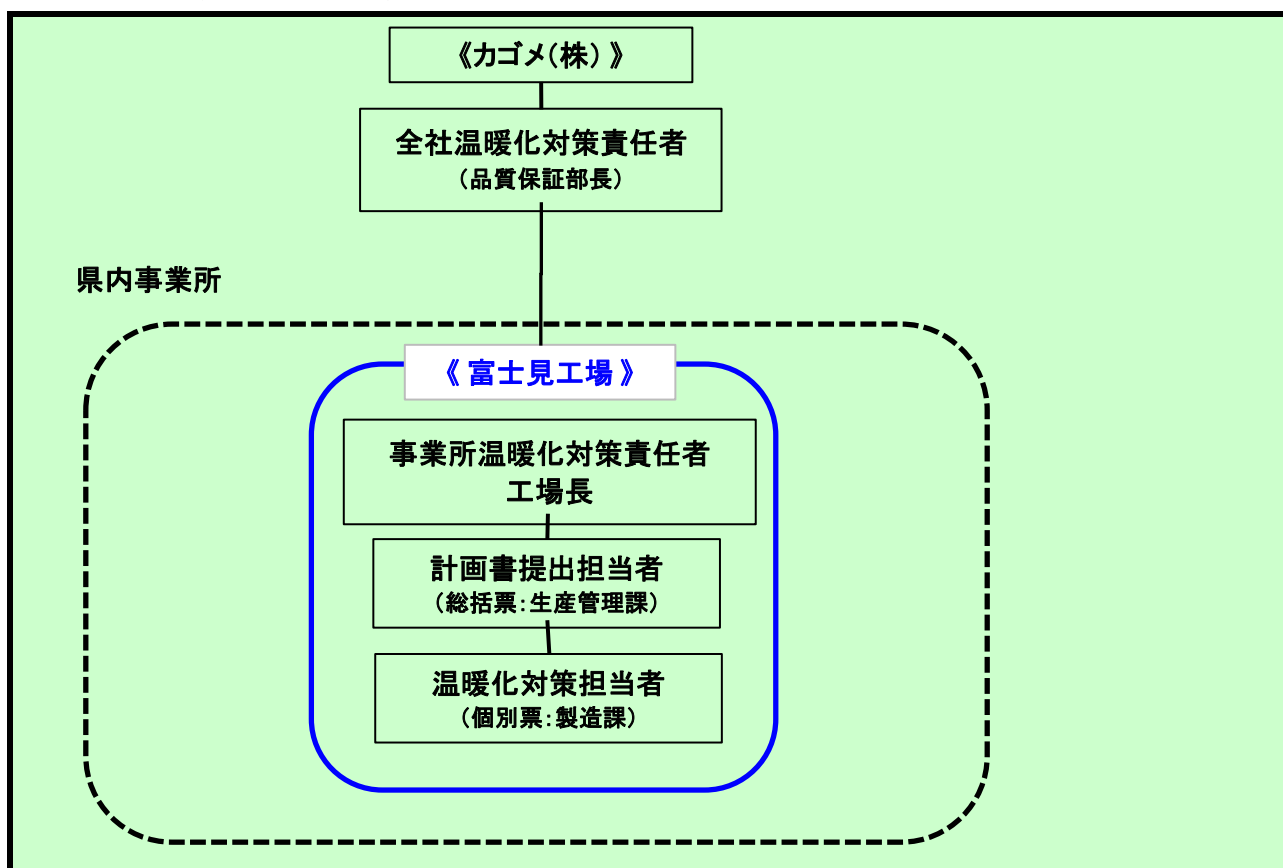 《カゴメ（株）》
全社温暖化対策責任者
（品質保証部長）
県内事業所
《 富士見工場 》
事業所温暖化対策責任者
工場長
計画書提出担当者
（総括票：生産管理課）
温暖化対策担当者
（個別票：製造課）